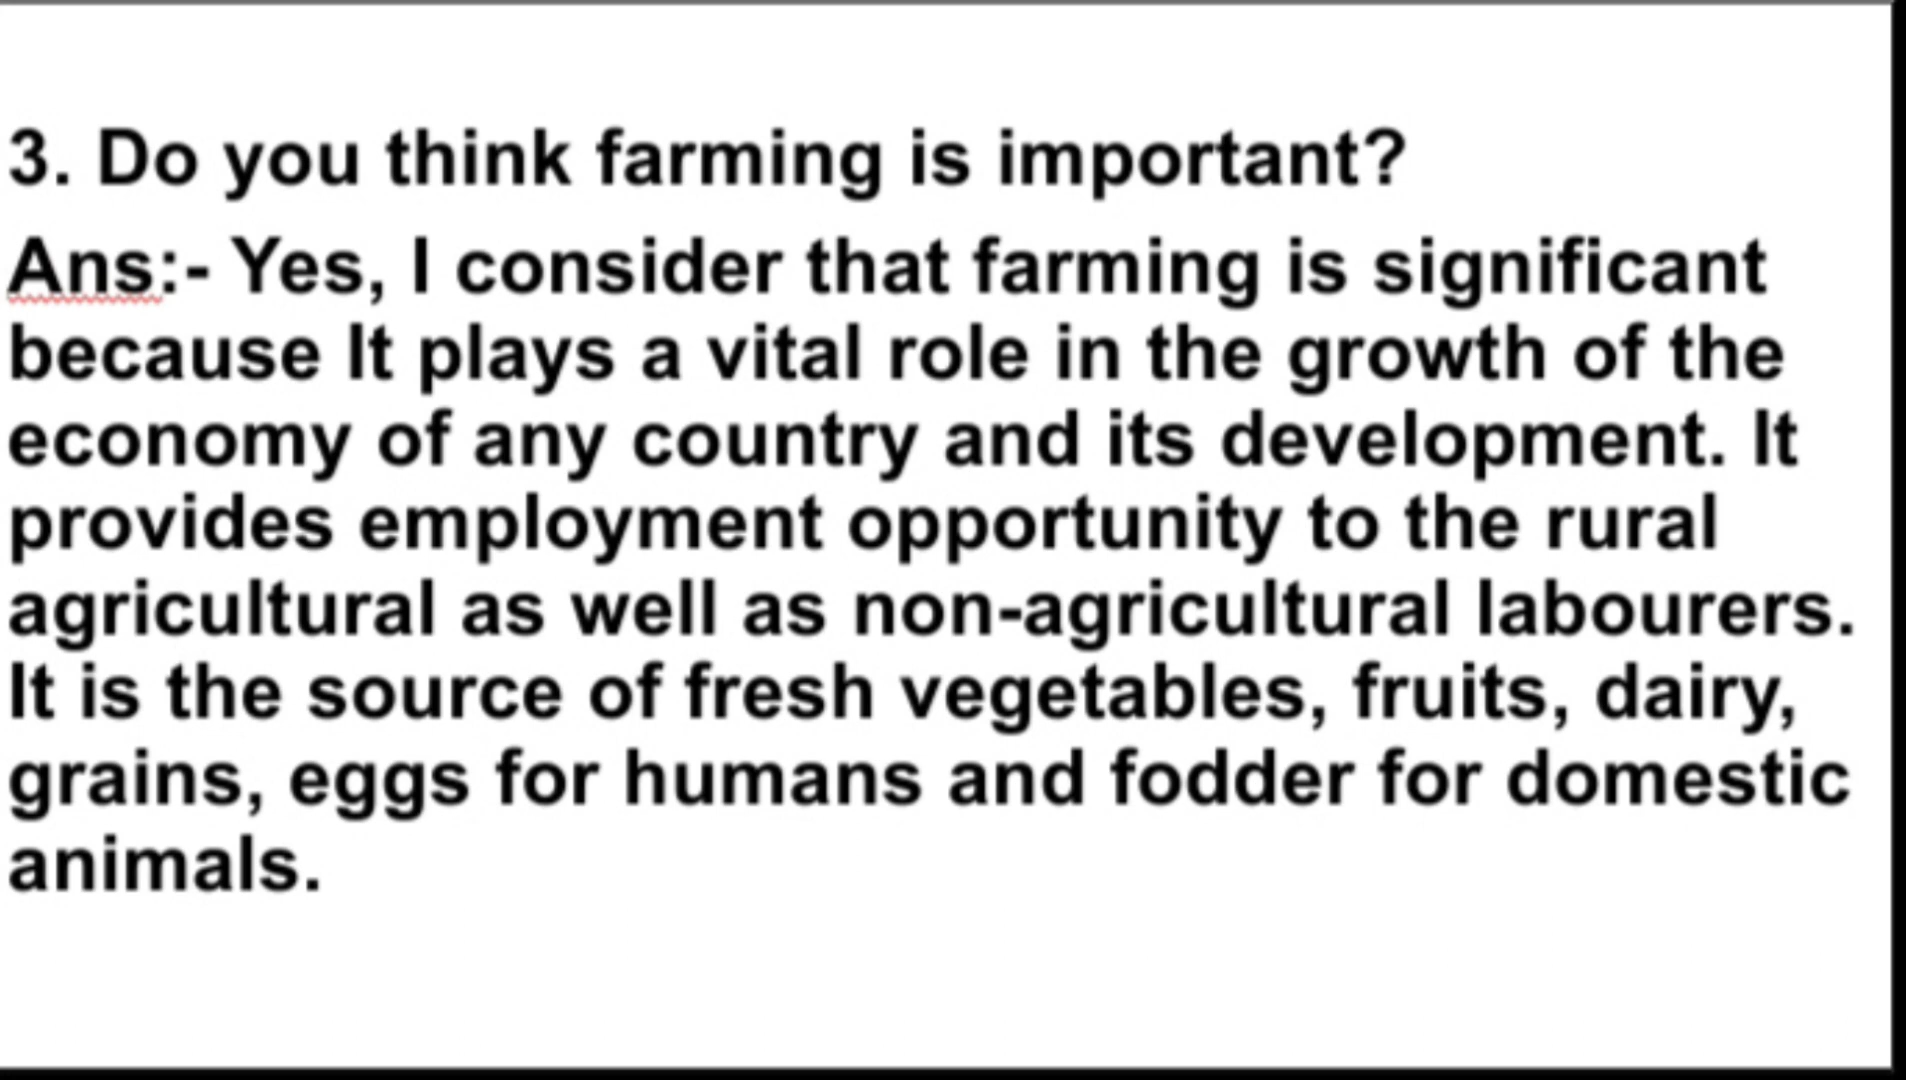 3. Do you think farming is important?
Ans:- Yes, I consider that farming is significant
because It plays a vital role in the growth of the
economy of any country and its development. It
provides employment opportunity to the rural
agricultural as well as non-agricultural labourers.
It is the source of fresh vegetables, fruits, dairy,
grains, eggs for humans and fodder for domestic
animals.